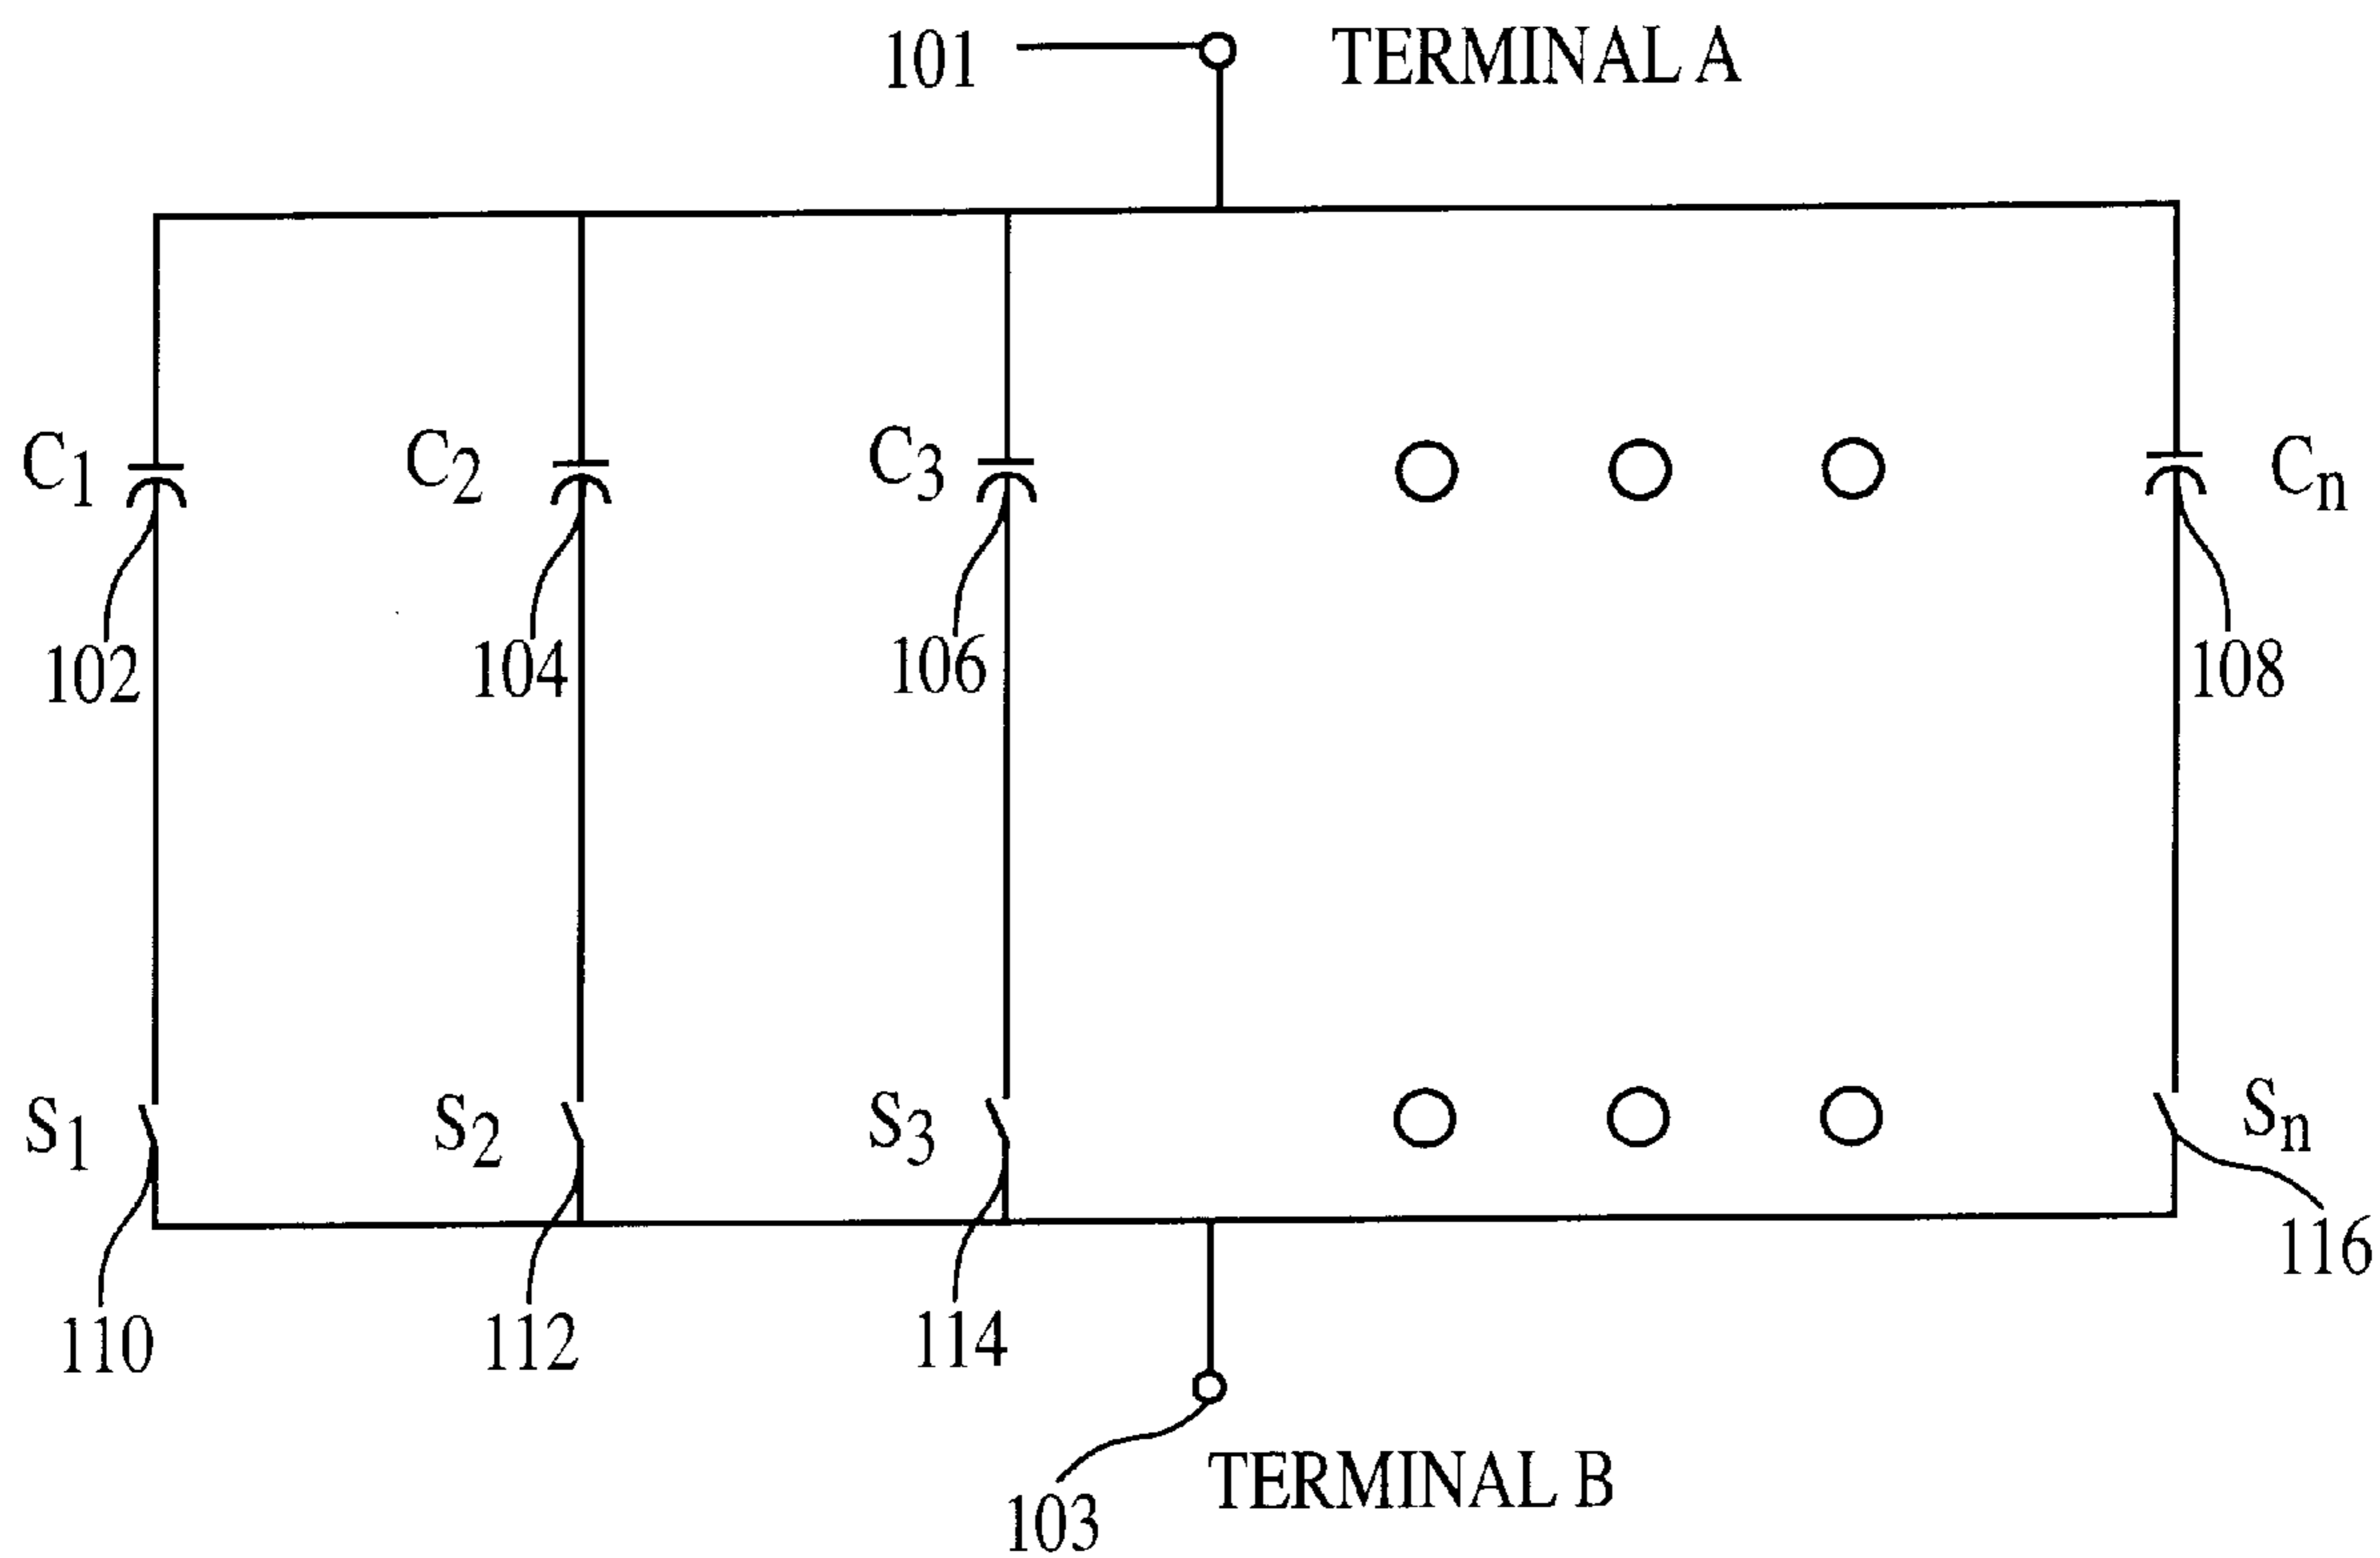 101 TERMINAL A
C1 C2 C3 Cn
102 104 106 108
S1 S2 S3 Sn
116
110 112 114
TERMINAL B
103